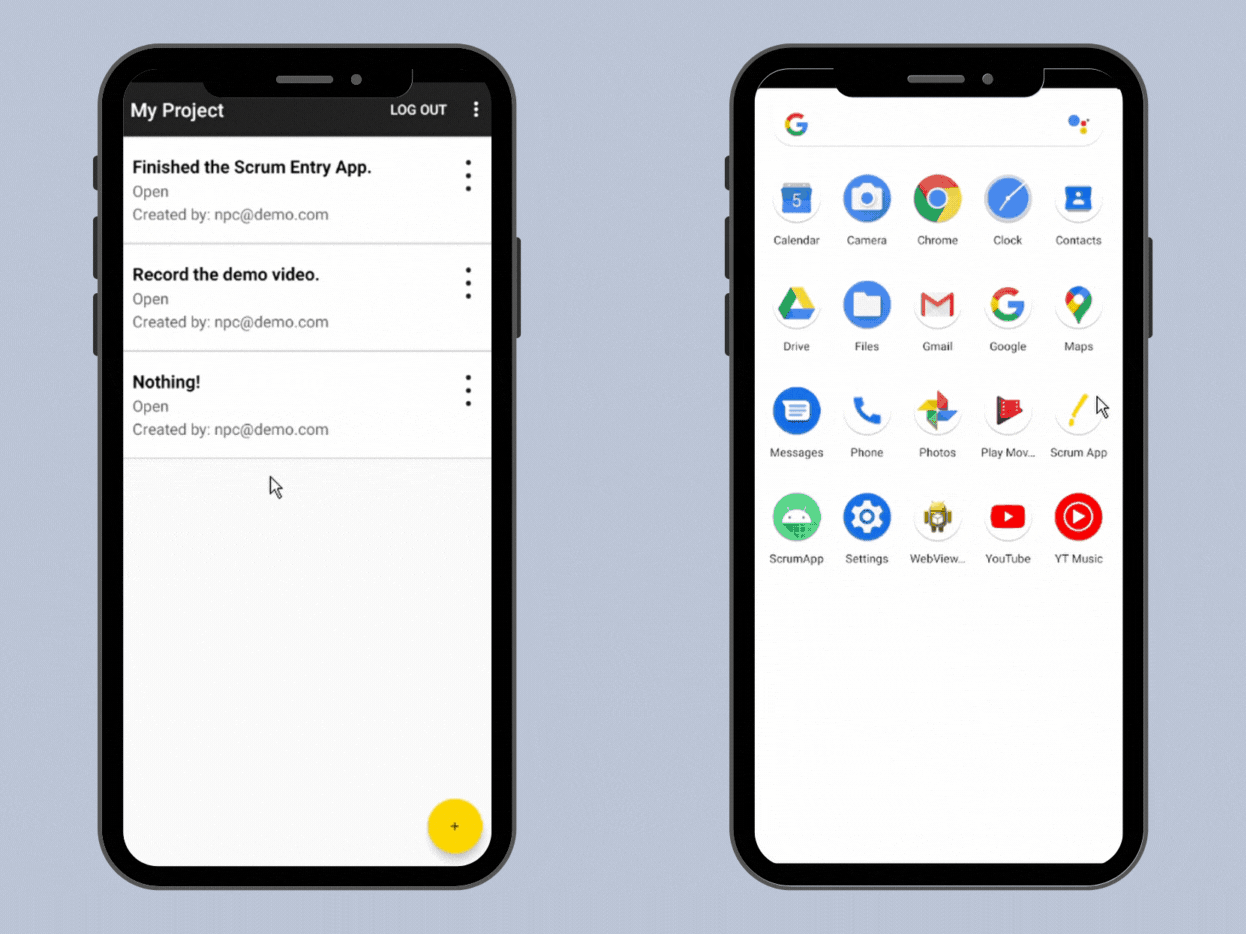 My Project LOG OUT
Finished the Scrum Entry App.
Open
Created by: npc@demo.com
Record the demo video.
Open
Created by: npc@demo.com
Nothing!
Open
Created by: npc@demo.com
+
G
5
Calendar Camera Chrome Clock Contacts
G
Drive Files Gmail Google Maps
Messages Phone Photos Play Mov... Scrum App
ScrumApp Settings WebView... YouTube YT Music